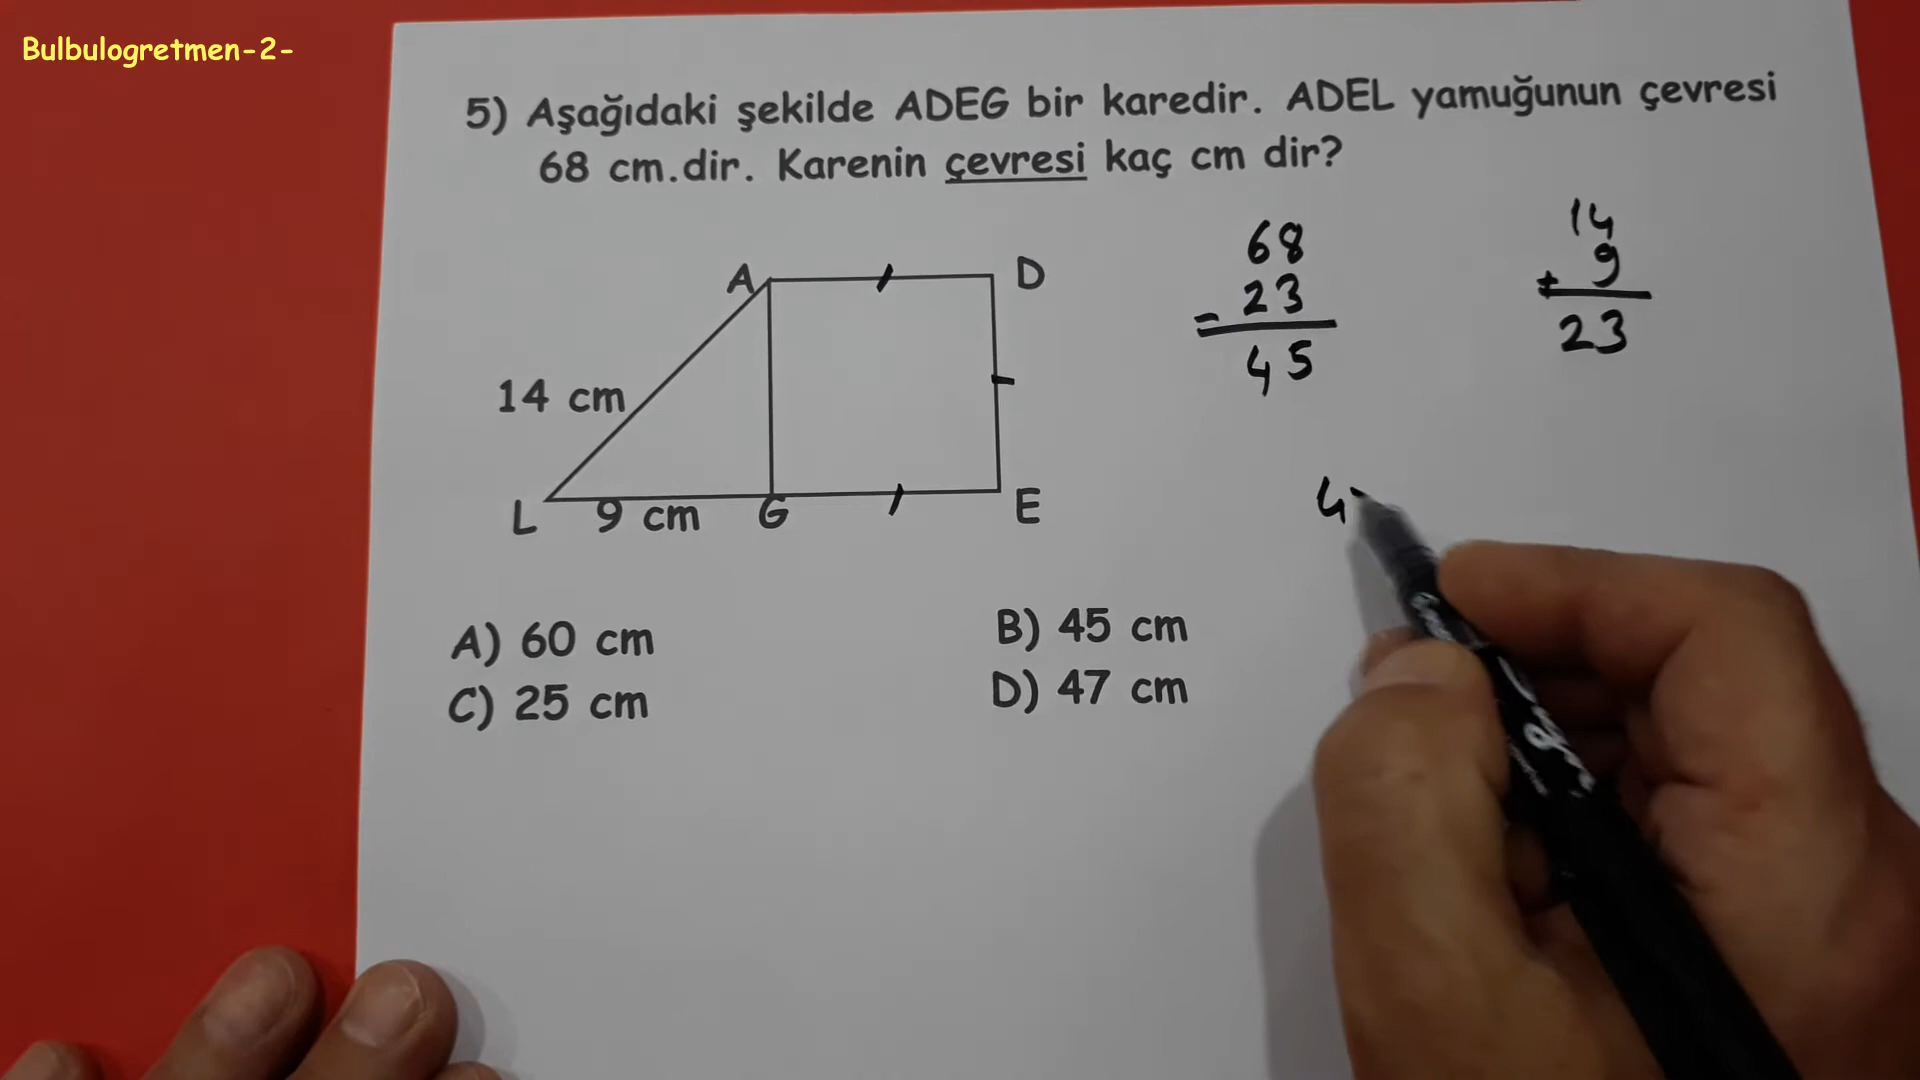 Bulbulogretmen-2-
5) Aşağıdaki şekilde ADEG bir karedir. ADEL yamuğunun çevresi
68 cm.dir. Karenin çevresi kaç cm dir?
A
D
14 cm
L
9 cm
G
E
68
- 23
45
14
+ 9
23
4
A) 60 cm
B) 45 cm
C) 25 cm
D) 47 cm